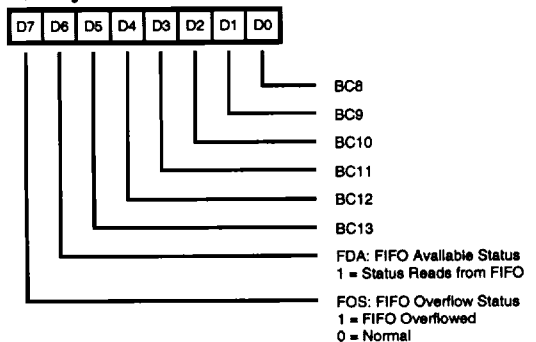 D7 D6 D5 D4 D3 D2 D1 D0
BC8
BC9
BC10
BC11
BC12
BC13
FDA: FIFO Available Status
1 = Status Reads from FIFO
FOS: FIFO Overflow Status
1 = FIFO Overflowed
0 = Normal